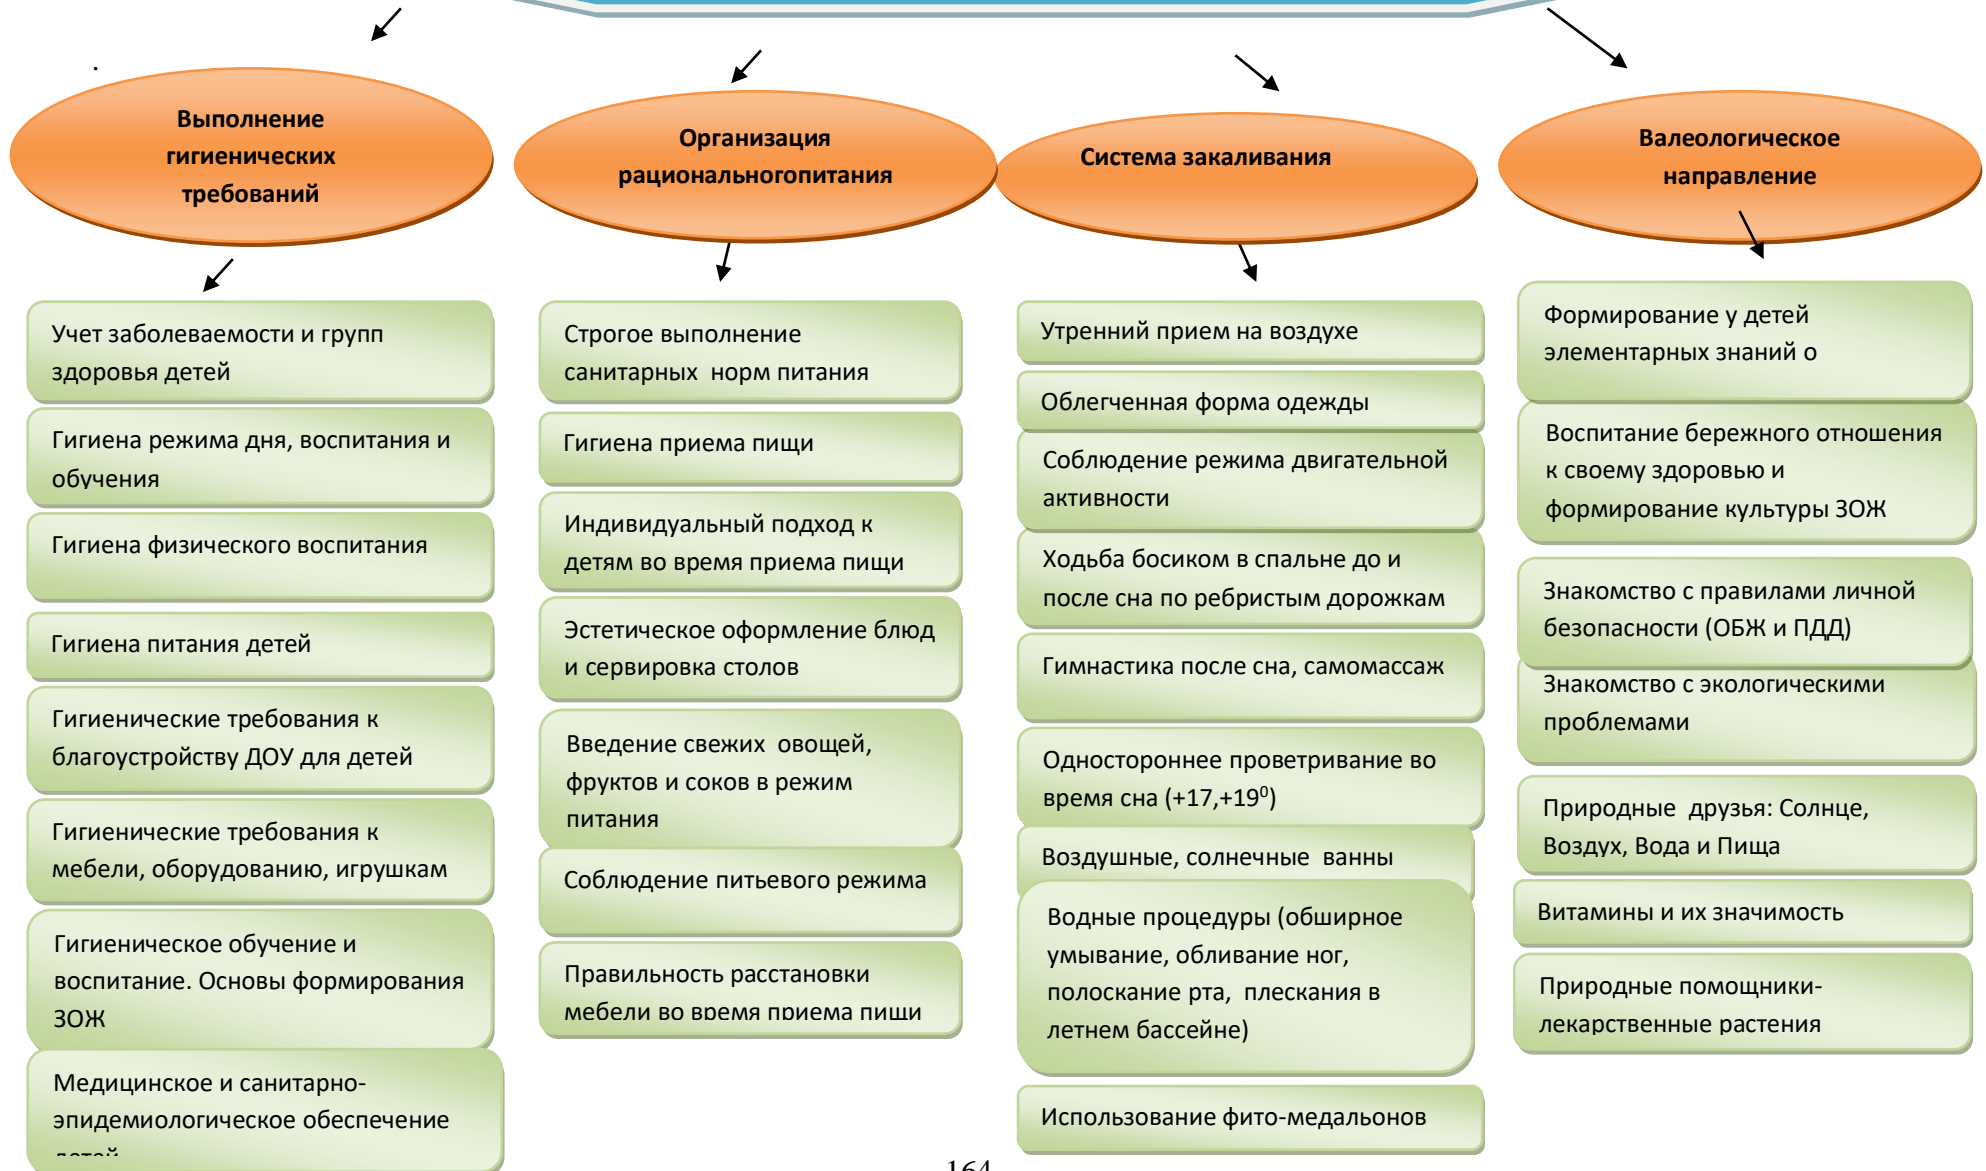 .
Выполнение
гигиенических
требований
Учет заболеваемости и групп
здоровья детей
Гигиена режима дня, воспитания и
обучения
Гигиена физического воспитания
Гигиена питания детей
Гигиенические требования к
благоустройству ДОУ для детей
Гигиенические требования к
мебели, оборудованию, игрушкам
Гигиеническое обучение и
воспитание. Основы формирования
ЗОЖ
Медицинское и санитарно-
эпидемиологическое обеспечение
детей
Организация
рациональногопитания
Строгое выполнение
санитарных  норм питания
Гигиена приема пищи
Индивидуальный подход к
детям во время приема пищи
Эстетическое оформление блюд
и сервировка столов
Введение свежих  овощей,
фруктов и соков в режим
питания
Соблюдение питьевого режима
Правильность расстановки
мебели во время приема пищи
Система закаливания
Утренний прием на воздухе
Облегченная форма одежды
Соблюдение режима двигательной
активности
Ходьба босиком в спальне до и
после сна по ребристым дорожкам
Гимнастика после сна, самомассаж
Одностороннее проветривание во
время сна (+17,+19⁰)
Воздушные, солнечные  ванны
Водные процедуры (обширное
умывание, обливание ног,
полоскание рта,  плескания в
летнем бассейне)
Использование фито-медальонов
Валеологическое
направление
Формирование у детей
элементарных знаний о
Воспитание бережного отношения
к своему здоровью и
формирование культуры ЗОЖ
Знакомство с правилами личной
безопасности (ОБЖ и ПДД)
Знакомство с экологическими
проблемами
Природные  друзья: Солнце,
Воздух, Вода и Пища
Витамины и их значимость
Природные помощники-
лекарственные растения
164